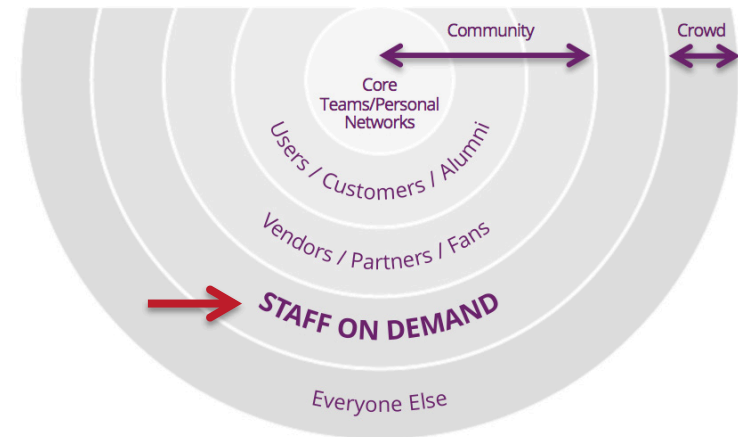 Community
Crowd
Core
Teams/Personal
Networks
Users / Customers / Alumni
Vendors / Partners / Fans
STAFF ON DEMAND
Everyone Else